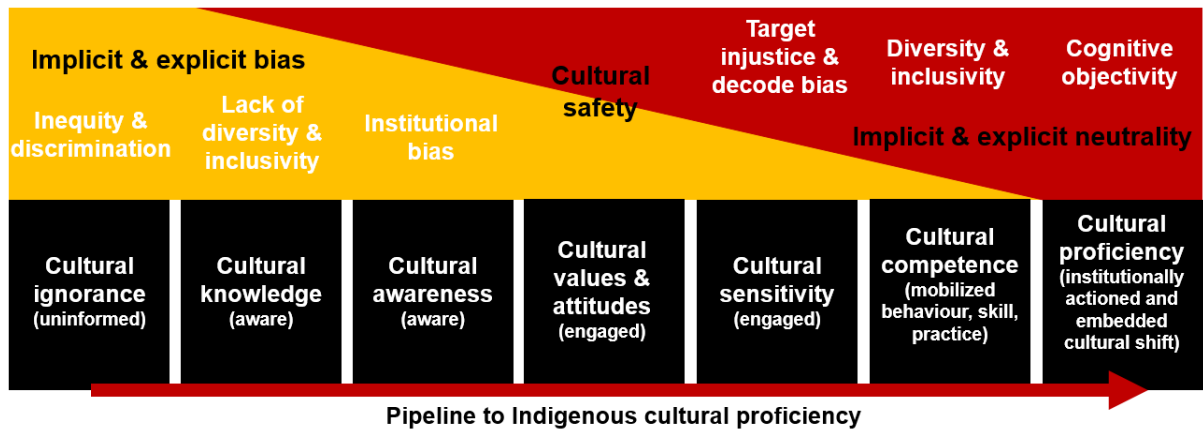 Implicit & explicit bias
Inequity &
discrimination
Lack of
diversity &
inclusivity
Institutional
bias
Cultural
safety
Target
injustice &
decode bias
Diversity &
inclusivity
Cognitive
objectivity
Implicit & explicit neutrality
Cultural
ignorance
(uninformed)
Cultural
knowledge
(aware)
Cultural
awareness
(aware)
Cultural
values &
attitudes
(engaged)
Cultural
sensitivity
(engaged)
Cultural
competence
(mobilized
behaviour, skill,
practice)
Cultural
proficiency
(institutionally
actioned and
embedded
cultural shift)
Pipeline to Indigenous cultural proficiency